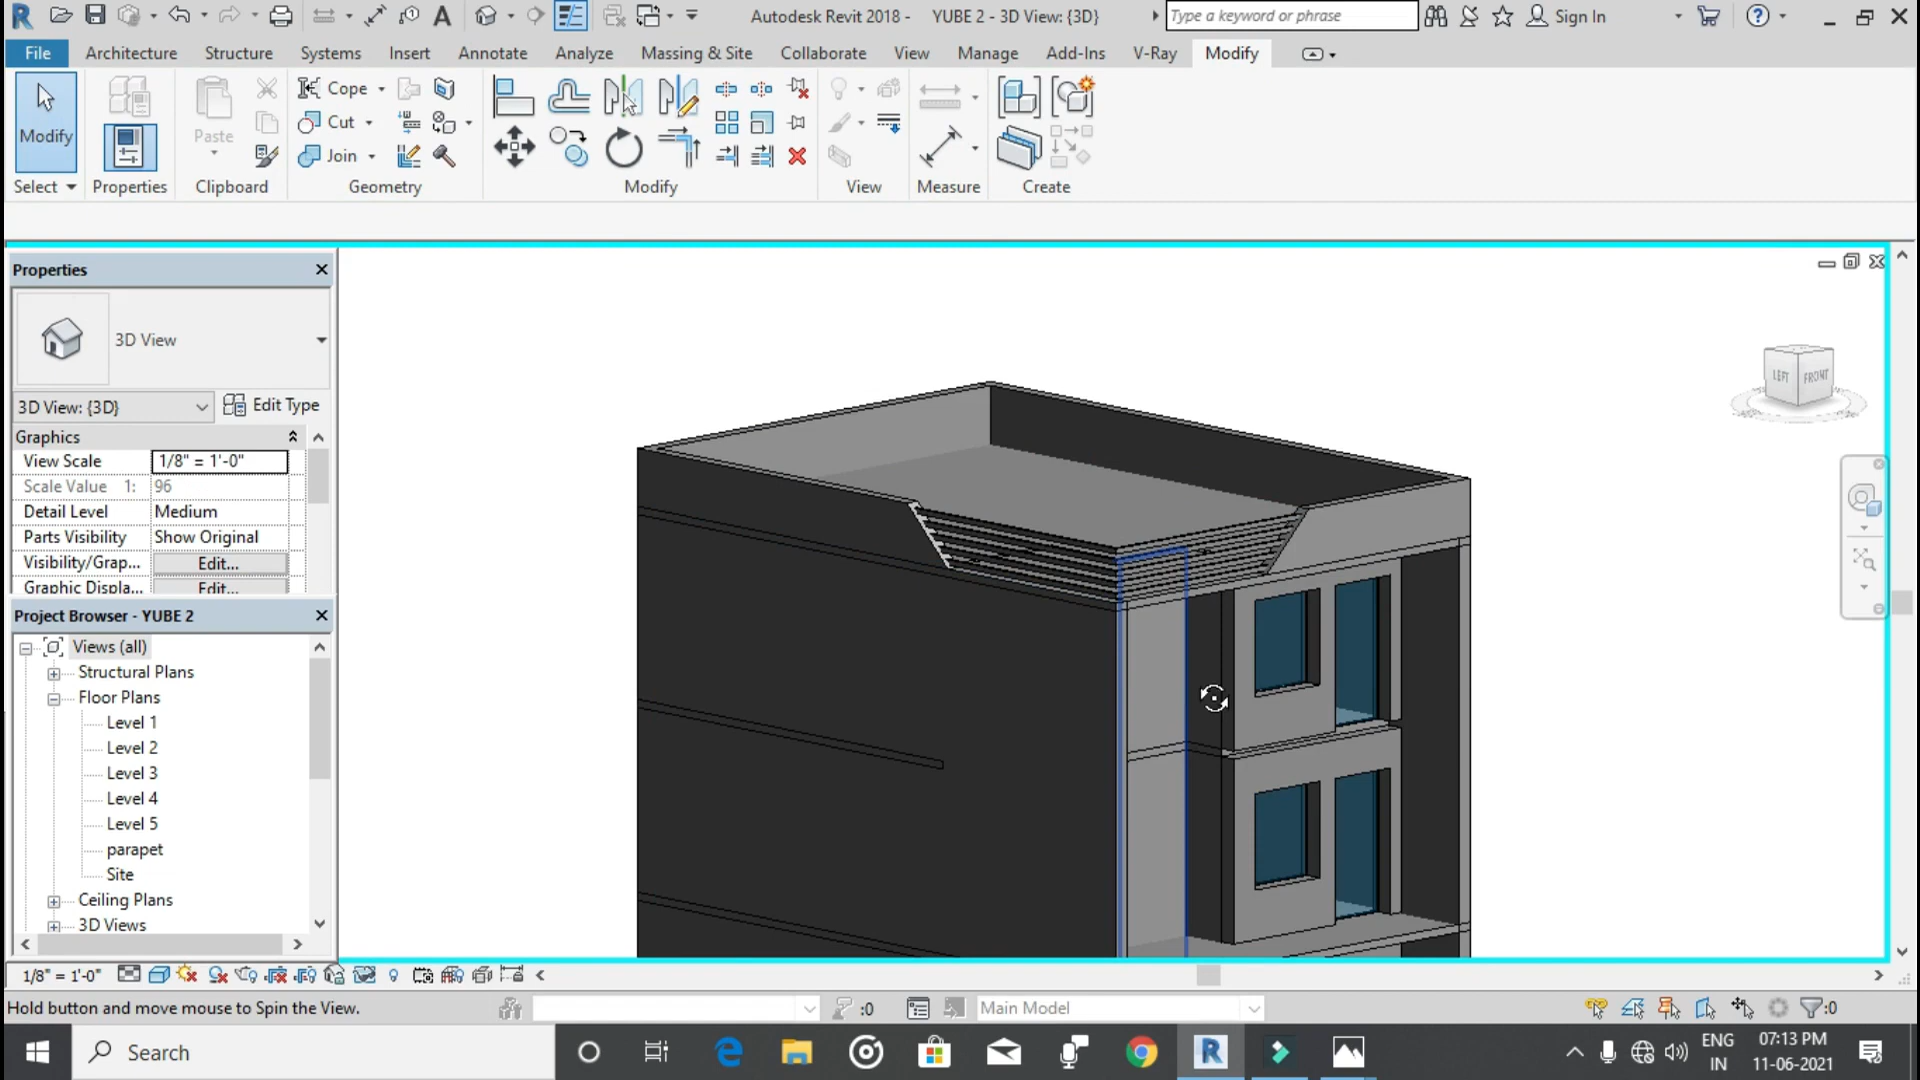 Autodesk Revit 2018 - YUBE 2 - 3D View: {3D}
Type a keyword or phrase
Sign In
File Architecture Structure Systems Insert Annotate Analyze Massing & Site Collaborate View Manage Add-Ins V-Ray Modify
Modify
Paste
Cope
Cut
Join
Select Properties Clipboard Geometry Modify View Measure Create
Properties
3D View
3D View: {3D} Edit Type
Graphics
View Scale 1/8" = 1'-0"
Scale Value 1: 96
Detail Level Medium
Parts Visibility Show Original
Visibility/Grap... Edit...
Graphic Displa... Edit...
Project Browser - YUBE 2
Views (all)
Structural Plans
Floor Plans
Level 1
Level 2
Level 3
Level 4
Level 5
parapet
Site
Ceiling Plans
3D Views
LEFT FRONT
1/8" = 1'-0"
Hold button and move mouse to Spin the View.
:0
Main Model
:0
Search
ENG
IN
07:13 PM
11-06-2021